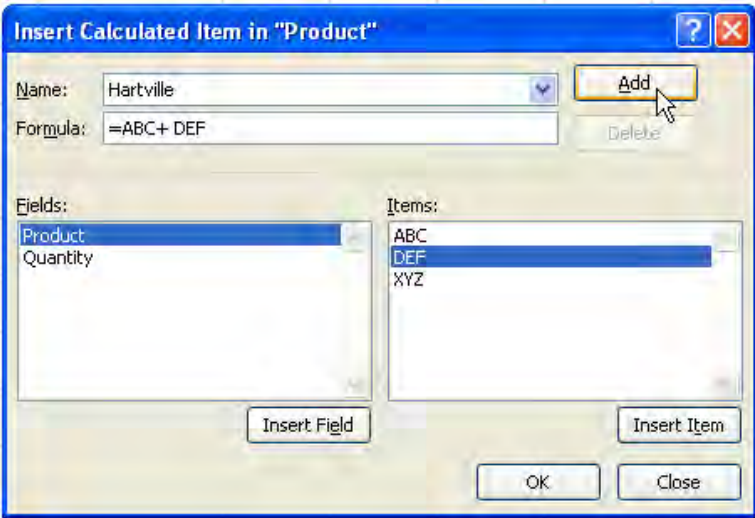 Insert Calculated Item in "Product"
Name: Hartville Add
Formula: =ABC+ DEF Delete
Fields: Items:
Product ABC
Quantity DEF
XYZ
Insert Field Insert Item
OK Close